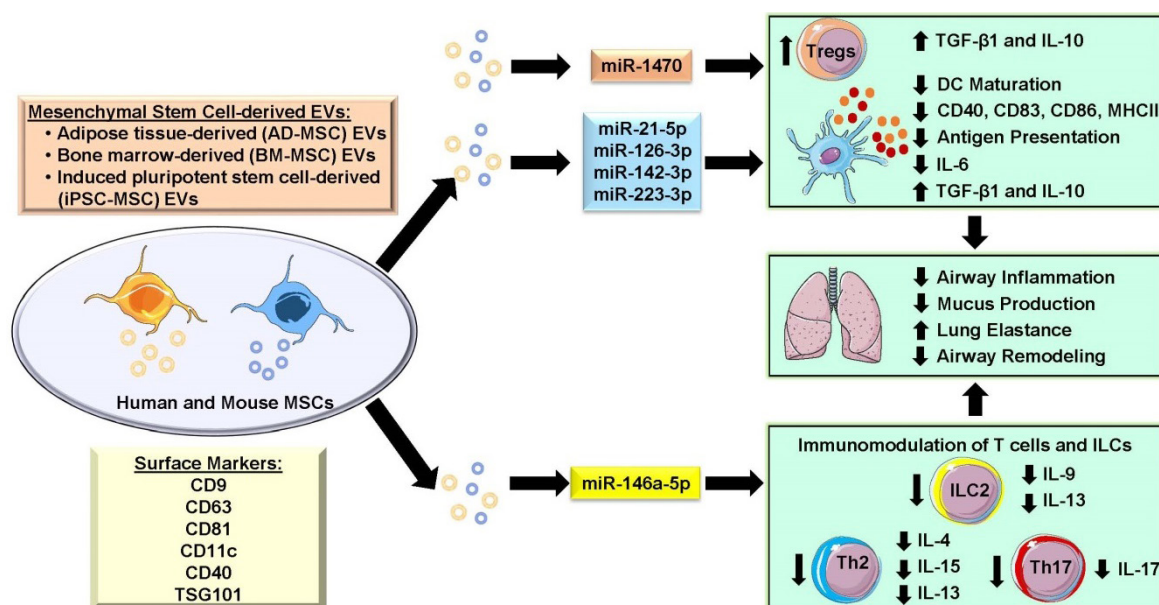 Mesenchymal Stem Cell-derived EVs:
• Adipose tissue-derived (AD-MSC) EVs
• Bone marrow-derived (BM-MSC) EVs
• Induced pluripotent stem cell-derived
(iPSC-MSC) EVs
Human and Mouse MSCs
Surface Markers:
CD9
CD63
CD81
CD11c
CD40
TSG101
miR-1470
miR-21-5p
miR-126-3p
miR-142-3p
miR-223-3p
miR-146a-5p
Tregs
TGF-β1 and IL-10
DC Maturation
CD40, CD83, CD86, MHCII
Antigen Presentation
IL-6
TGF-β1 and IL-10
Airway Inflammation
Mucus Production
Lung Elastance
Airway Remodeling
Immunomodulation of T cells and ILCs
ILC2
IL-9
IL-13
Th2
IL-4
IL-15
IL-13
Th17
IL-17